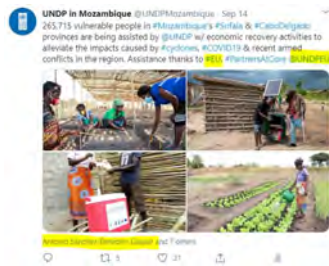 UNDP in Mozambique @UNDPMozambique · Sep 14
265,715 vulnerable people in #Mozambique's #Sofala & #CaboDelgado
provinces are being assisted by @UNDP w/ economic recovery activities to
alleviate the impacts caused by #cyclones, #COVID19 & recent armed
conflicts in the region. Assistance thanks to #EU, #PartnersAtCore @UNDPEU
and 7 others
5
21